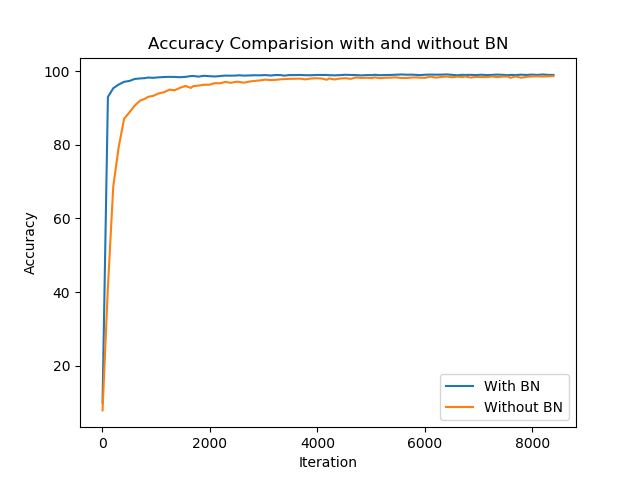 Accuracy Comparision with and without BN
100
80
60
40
20
Accuracy
0
2000
4000
6000
8000
Iteration
With BN
Without BN